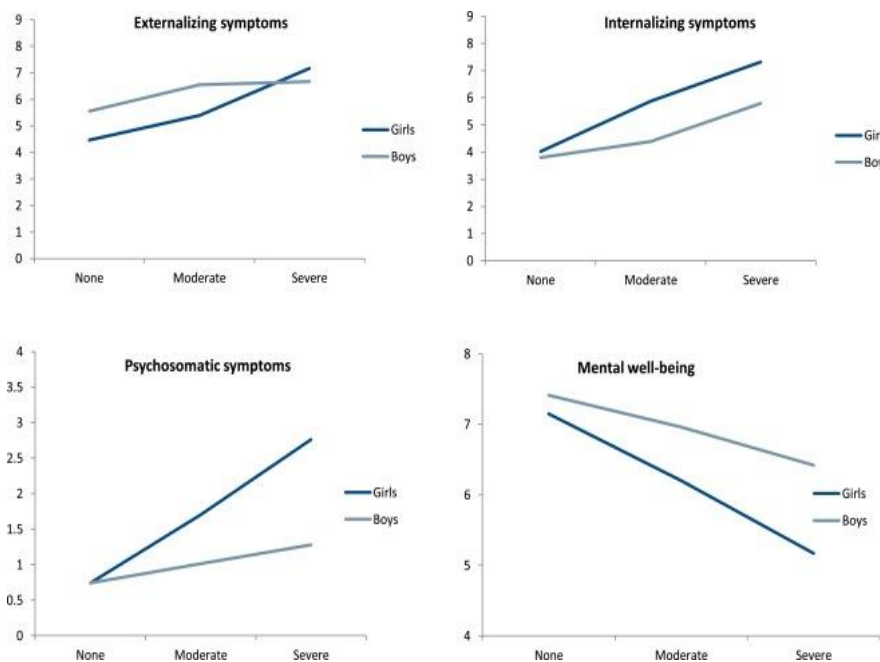 Externalizing symptoms
9
8
7
6
5
4
3
2
1
0
None Moderate Severe
Girls
Boys
Internalizing symptoms
9
8
7
6
5
4
3
2
1
0
None Moderate Severe
Gir
Bo
Psychosomatic symptoms
4
3.5
3
2.5
2
1.5
1
0.5
0
None Moderate Severe
Girls
Boys
Mental well-being
8
7
6
5
4
None Moderate Severe
Girls
Boys